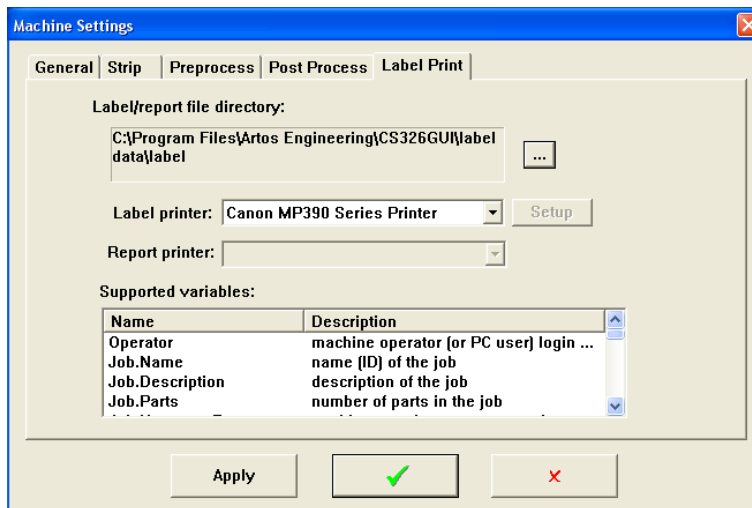 Machine Settings
General Strip Preprocess Post Process Label Print
Label/report file directory:
C:\Program Files\Artos Engineering\CS326GUI\label
data\label
...
Label printer: Canon MP390 Series Printer Setup
Report printer:
Supported variables:
Name Description
Operator machine operator (or PC user) login ...
Job.Name name (ID) of the job
Job.Description description of the job
Job.Parts number of parts in the job
Apply